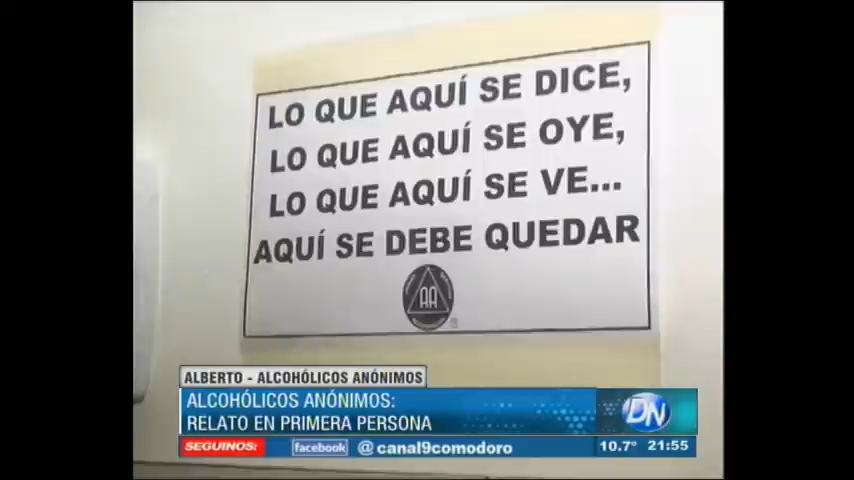 LO QUE AQUÍ SE DICE,
LO QUE AQUÍ SE OYE,
LO QUE AQUÍ SE VE...
AQUÍ SE DEBE QUEDAR
AA
ALBERTO - ALCOHÓLICOS ANÓNIMOS
ALCOHÓLICOS ANÓNIMOS:
RELATO EN PRIMERA PERSONA
DN
SEGUINOS: facebook @canal9comodoro 10.7° 21:55